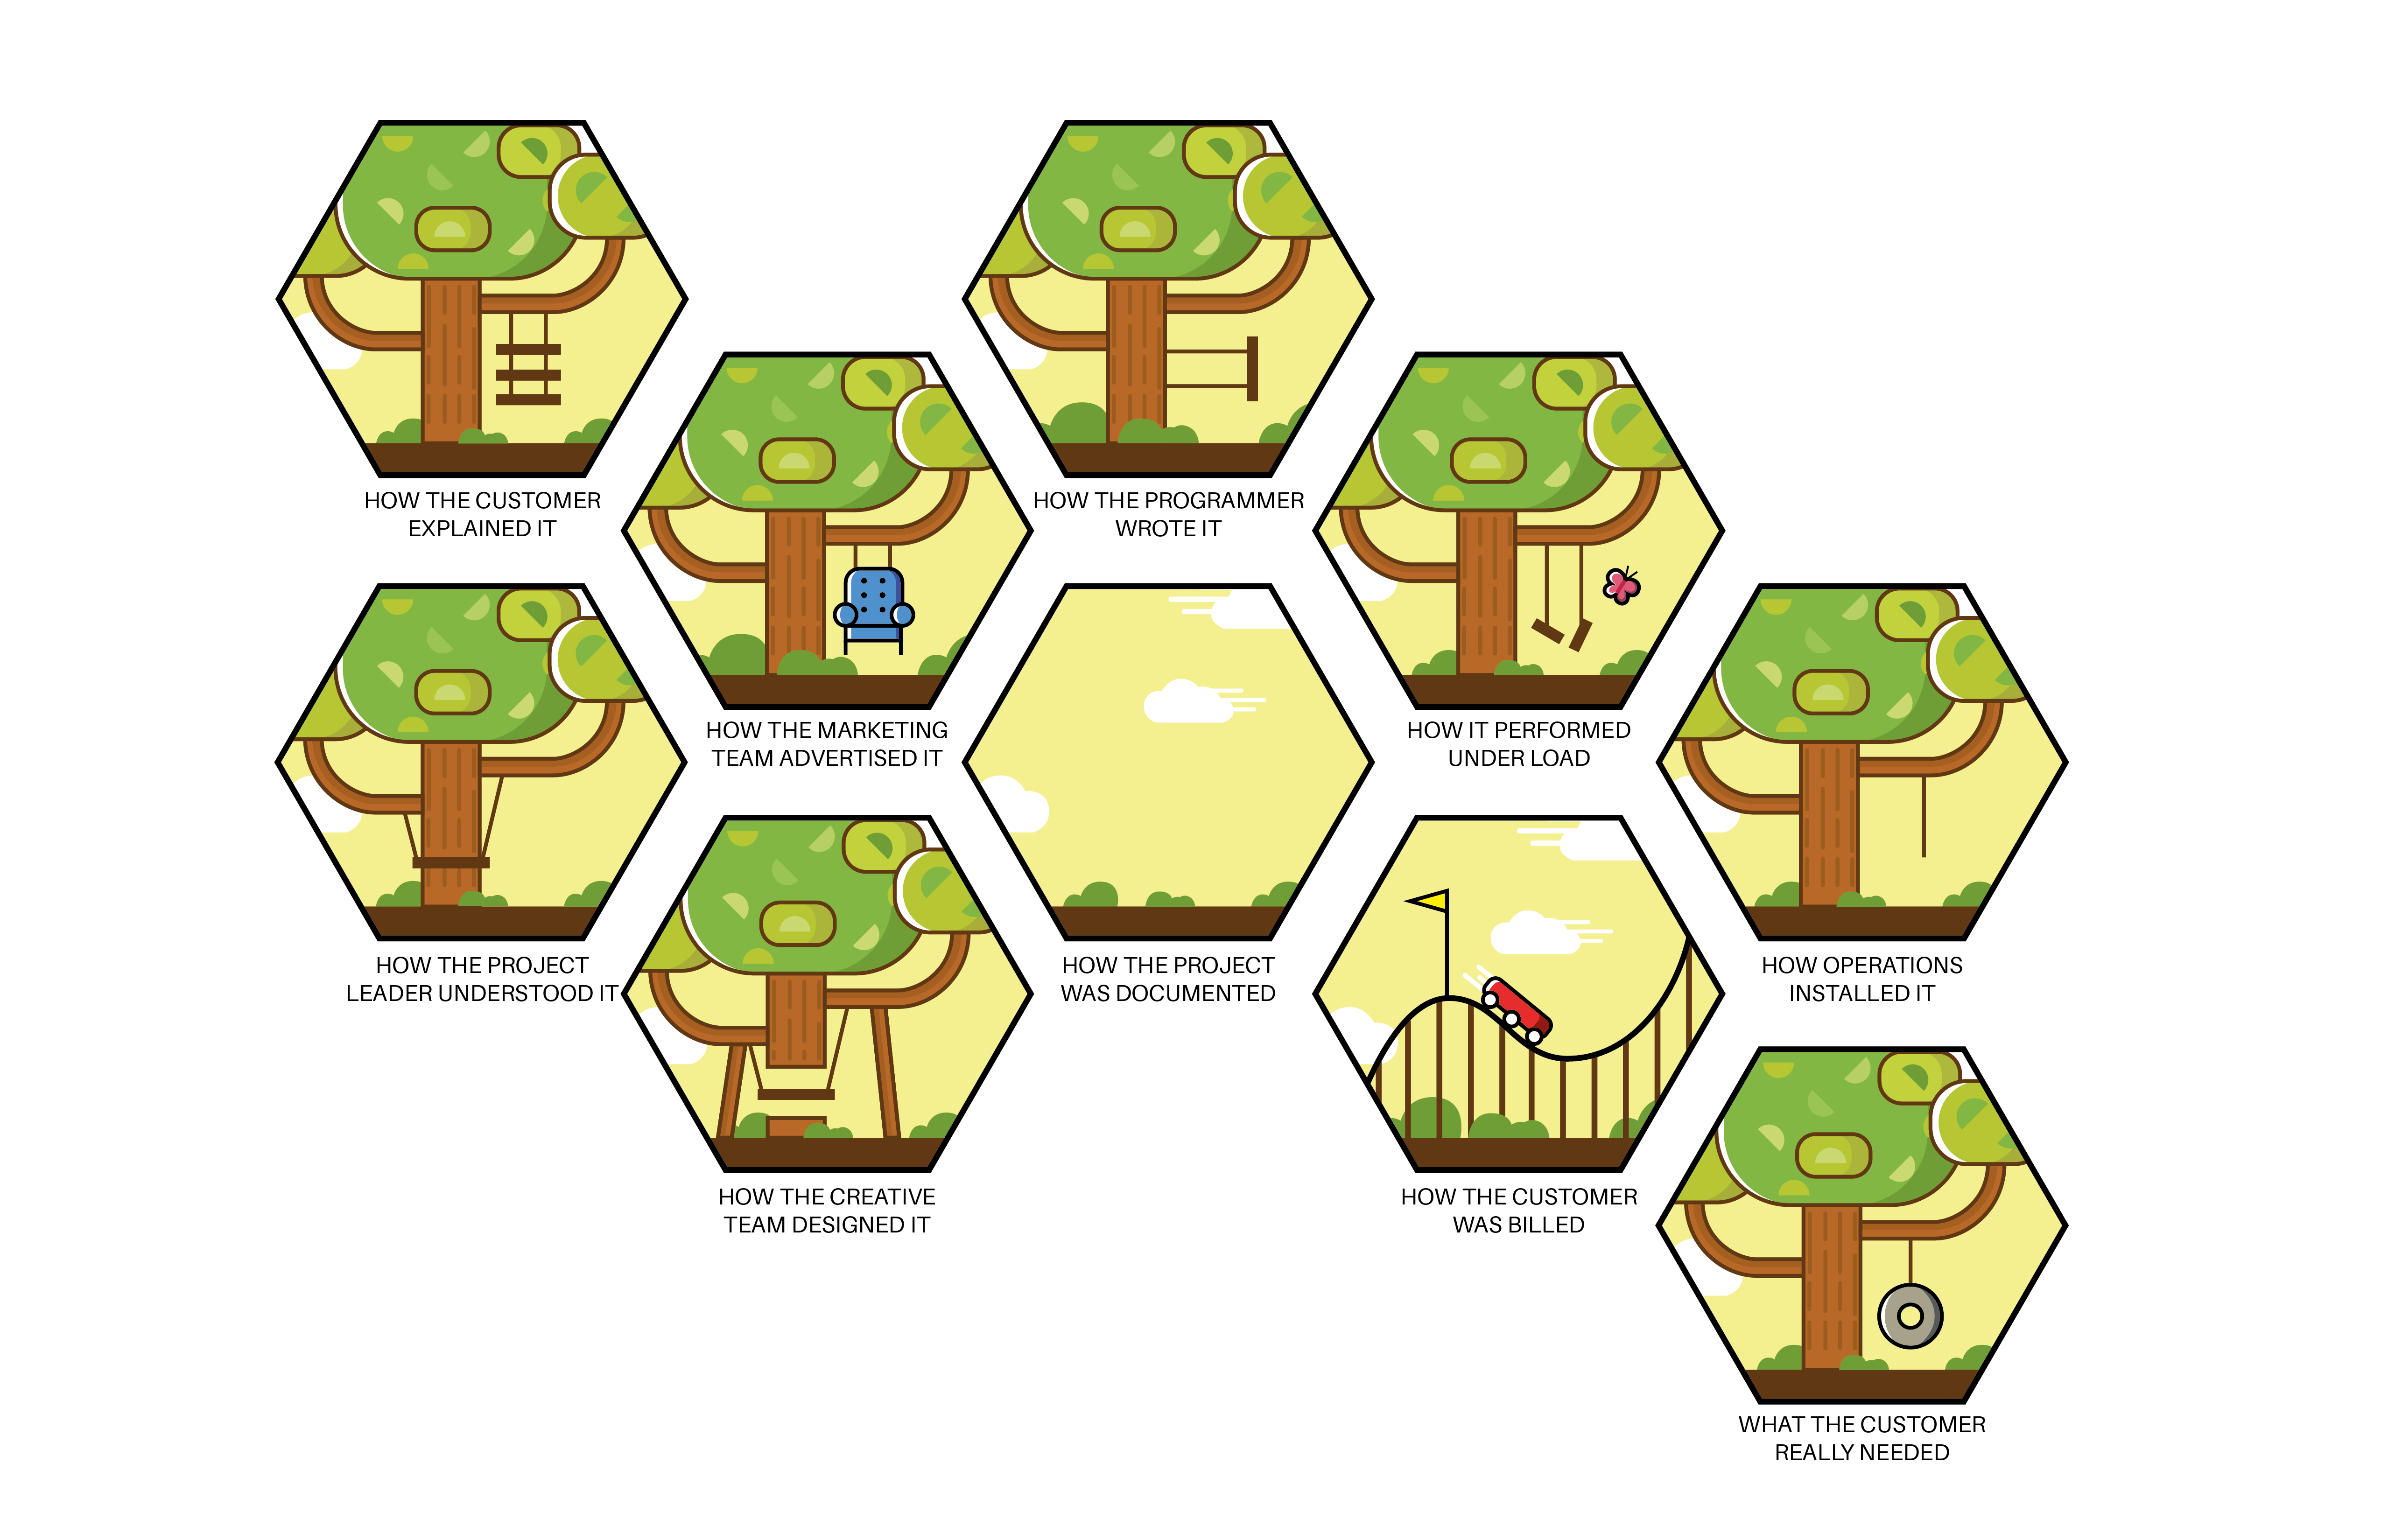 HOW THE CUSTOMER
EXPLAINED IT
HOW THE PROGRAMMER
WROTE IT
HOW THE MARKETING
TEAM ADVERTISED IT
HOW IT PERFORMED
UNDER LOAD
HOW THE PROJECT
LEADER UNDERSTOOD IT
HOW THE PROJECT
WAS DOCUMENTED
HOW OPERATIONS
INSTALLED IT
HOW THE CREATIVE
TEAM DESIGNED IT
HOW THE CUSTOMER
WAS BILLED
WHAT THE CUSTOMER
REALLY NEEDED